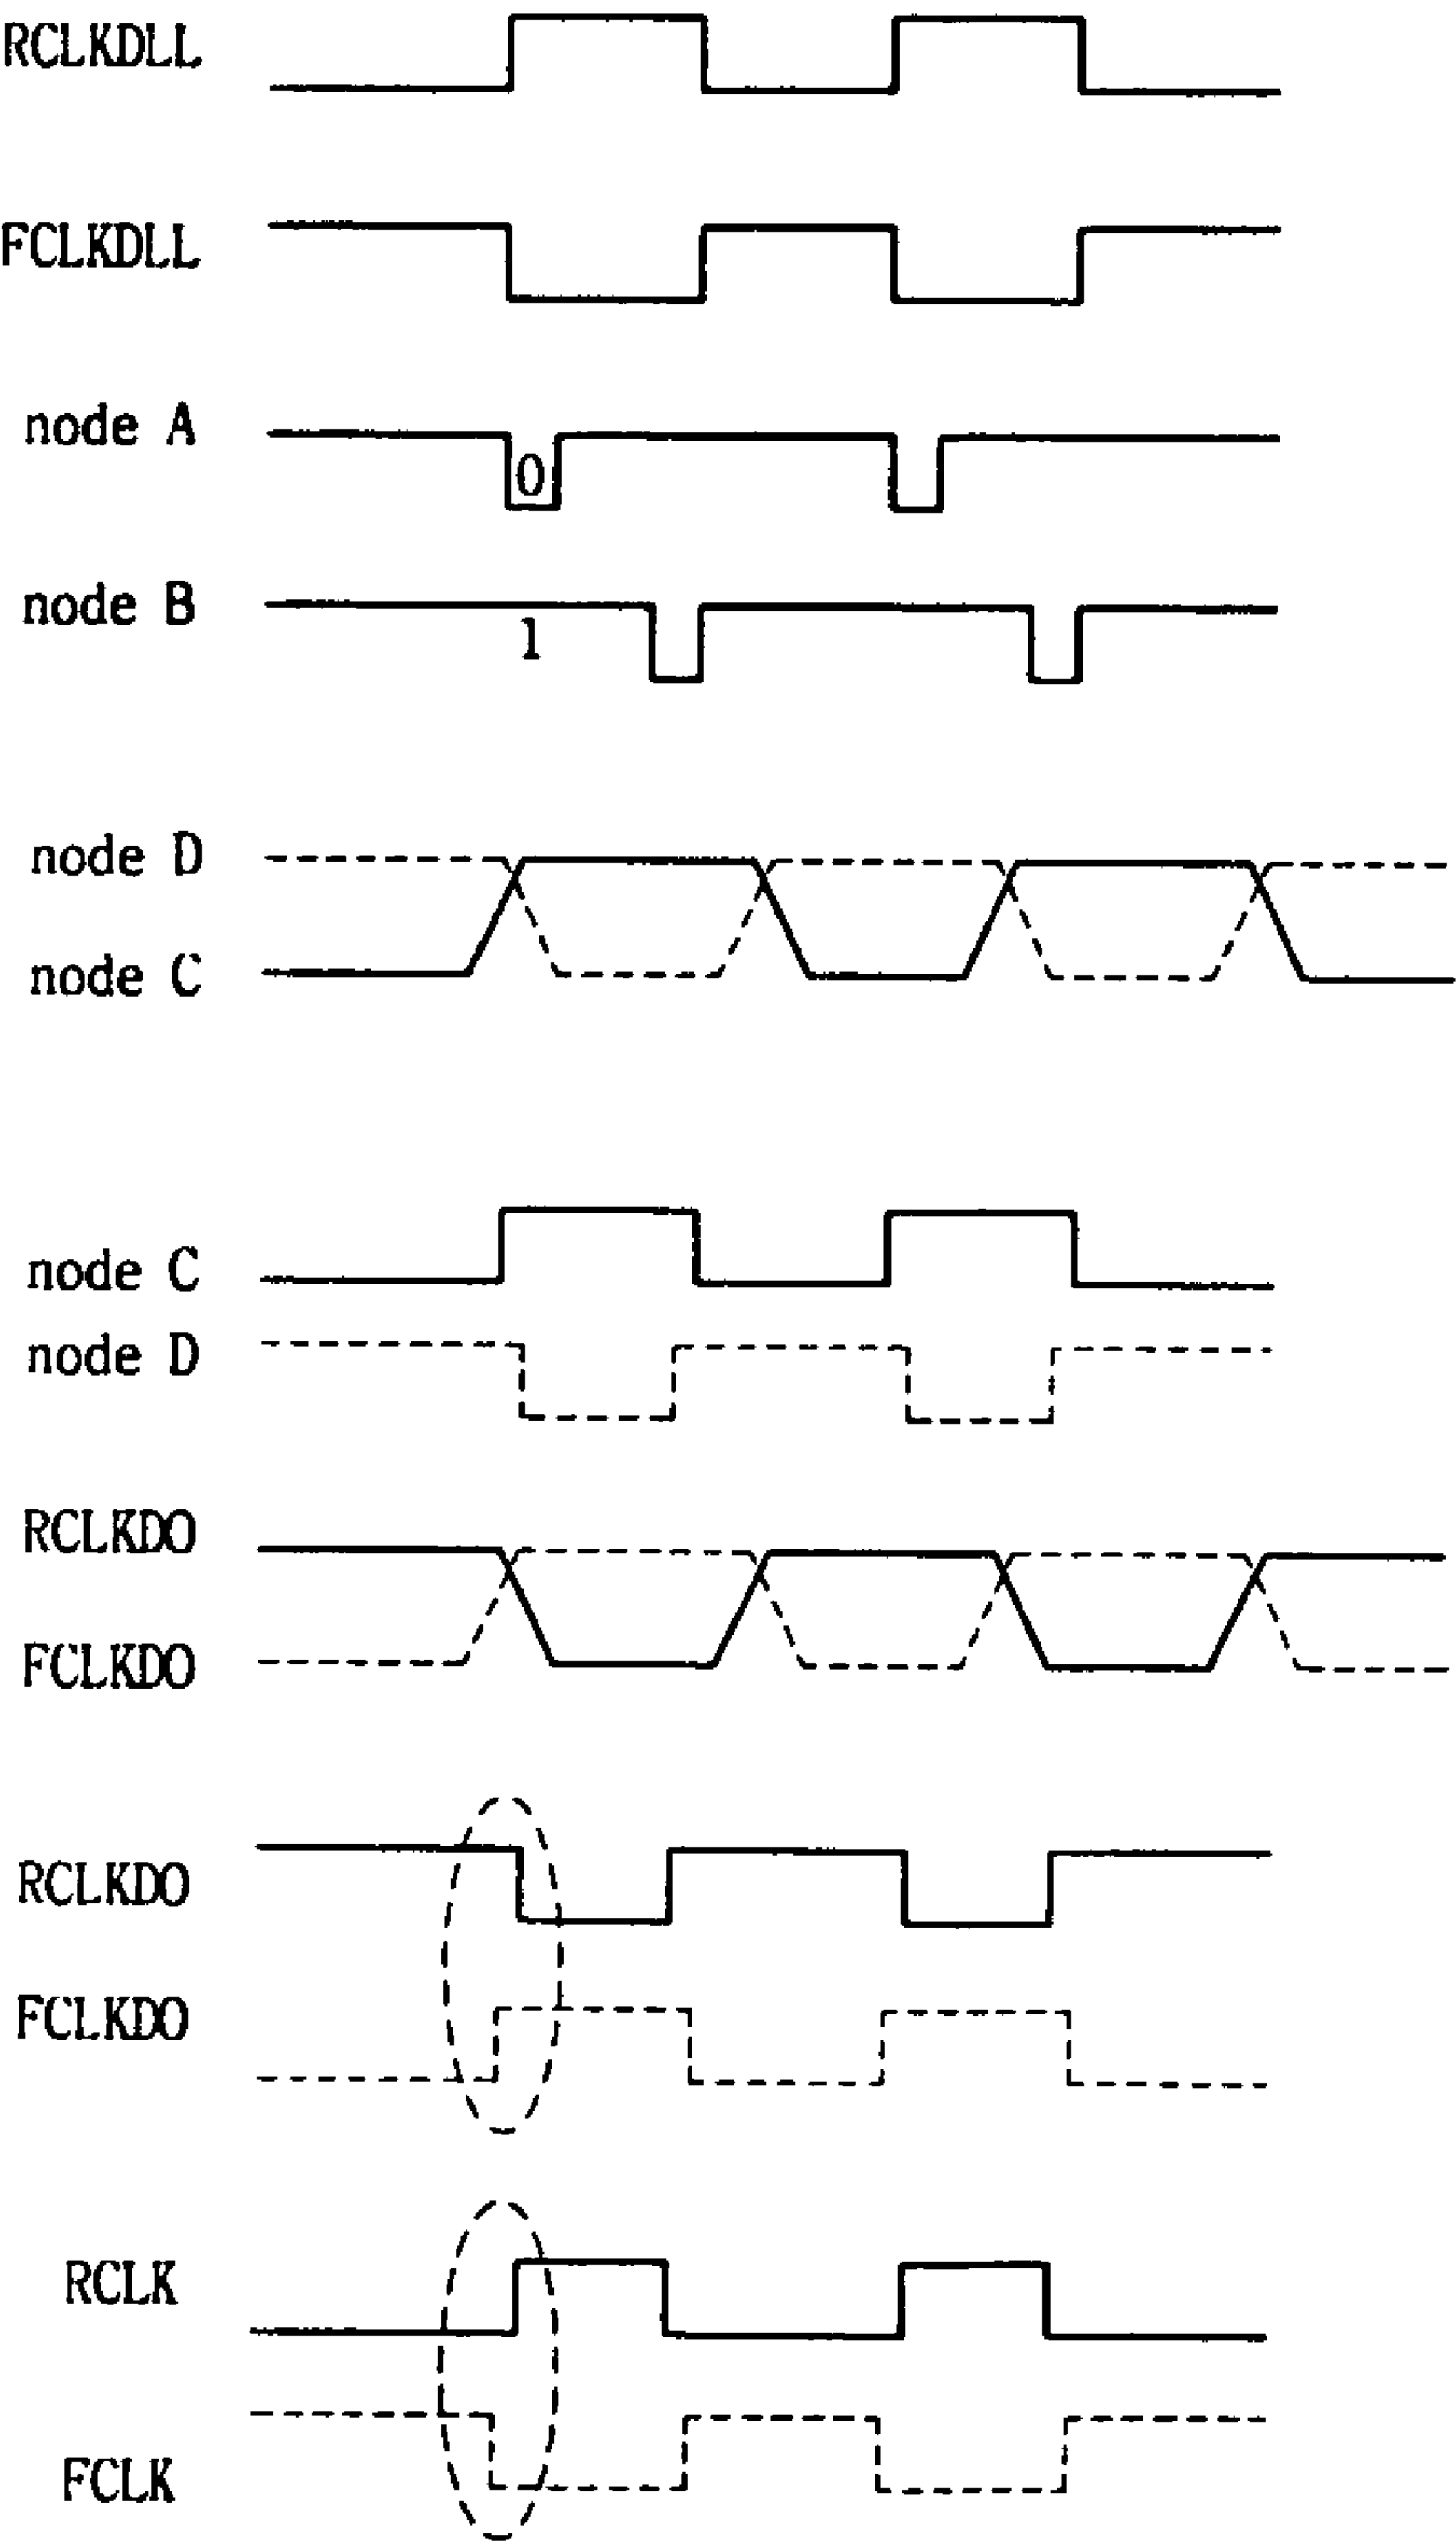 RCLKDLL
FCLKDLL
node A
0
node B
1
node D
node C
node C
node D
RCLKDO
FCLKDO
RCLKDO
FCLKDO
RCLK
FCLK